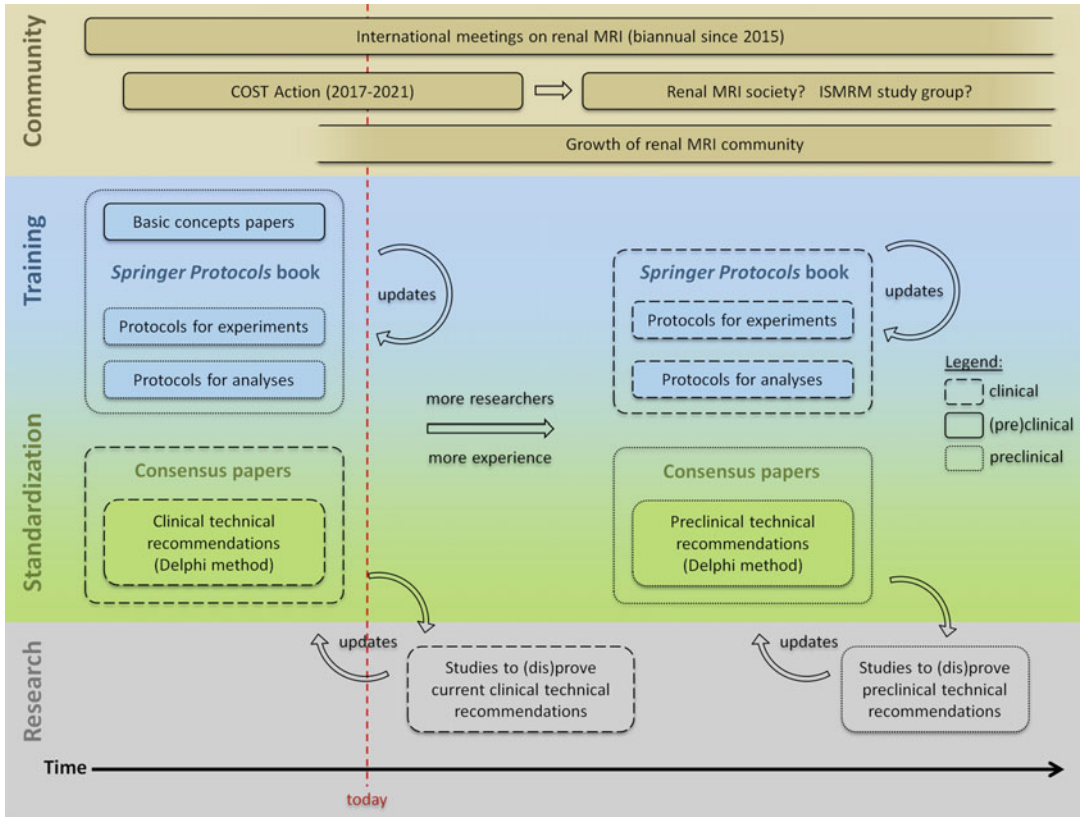 Community
International meetings on renal MRI (biannual since 2015)
COST Action (2017-2021)
Renal MRI society? ISMRM study group?
Growth of renal MRI community
Training
Basic concepts papers
Springer Protocols book
Protocols for experiments
Protocols for analyses
updates
Springer Protocols book
Protocols for experiments
Protocols for analyses
updates
Legend:
clinical
(pre)clinical
preclinical
more researchers
more experience
Standardization
Consensus papers
Clinical technical
recommendations
(Delphi method)
Consensus papers
Preclinical technical
recommendations
(Delphi method)
Research
updates
Studies to (dis)prove
current clinical technical
recommendations
updates
Studies to (dis)prove
preclinical technical
recommendations
Time
today